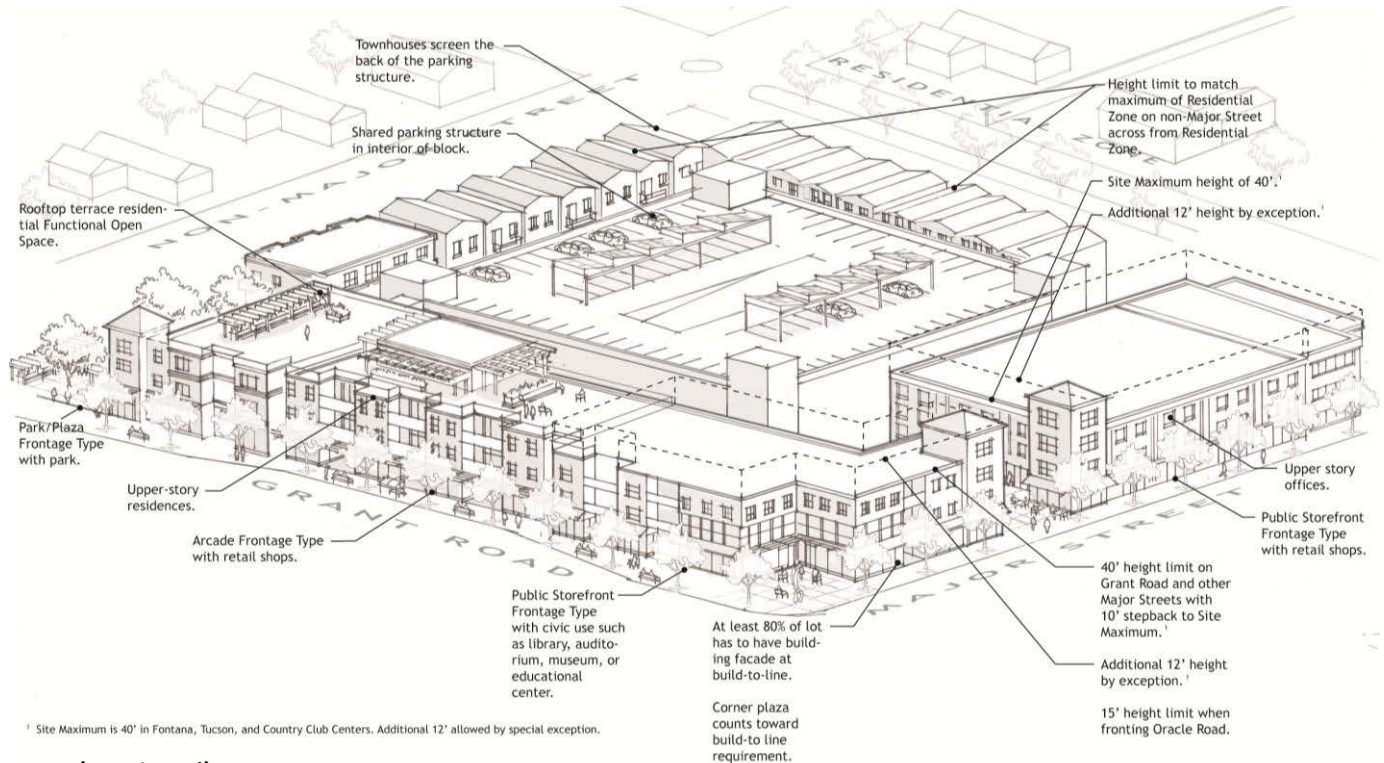 Townhouses screen the
back of the parking
structure.
Shared parking structure
in interior of block.
Rooftop terrace residen-
tial Functional Open
Space.
NON-MAJOR STREET
RESIDENTIAL ZONE
Height limit to match
maximum of Residential
Zone on non-Major Street
across from Residential
Zone.
Site Maximum height of 40'.¹
Additional 12' height by exception.¹
Park/Plaza
Frontage Type
with park.
Upper-story
residences.
Arcade Frontage Type
with retail shops.
GRANT ROAD
Public Storefront
Frontage Type
with civic use such
as library, audito-
rium, museum, or
educational
center.
At least 80% of lot
has to have build-
ing facade at
build-to-line.
Corner plaza
counts toward
build-to line
requirement.
MAJOR STREET
Upper story
offices.
Public Storefront
Frontage Type
with retail shops.
40' height limit on
Grant Road and other
Major Streets with
10' stepback to Site
Maximum.¹
Additional 12' height
by exception.¹
15' height limit when
fronting Oracle Road.
¹ Site Maximum is 40' in Fontana, Tucson, and Country Club Centers. Additional 12' allowed by special exception.